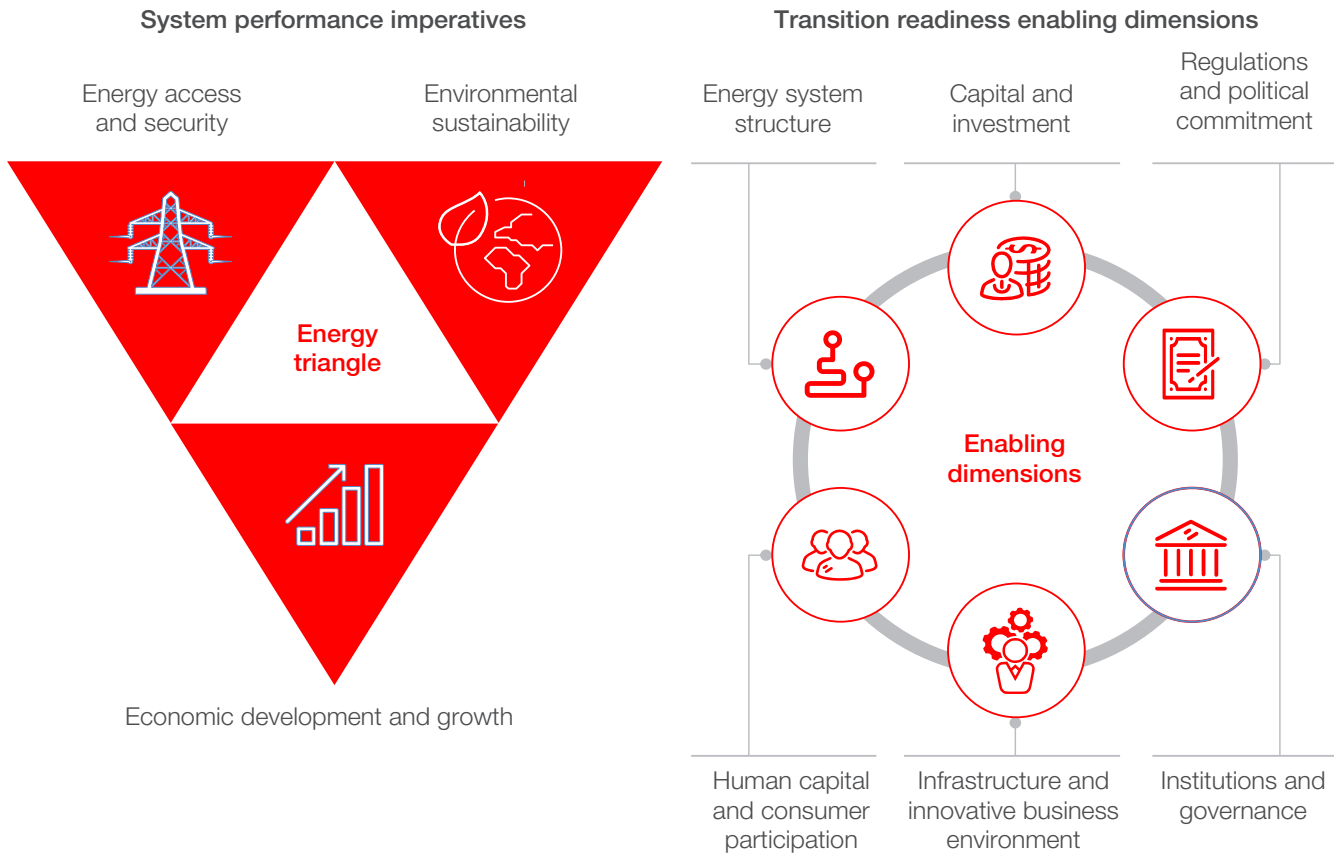 System performance imperatives
Energy access
and security
Environmental
sustainability
Energy
triangle
Economic development and growth
Transition readiness enabling dimensions
Energy system
structure
Capital and
investment
Regulations
and political
commitment
Enabling
dimensions
Human capital
and consumer
participation
Infrastructure and
innovative business
environment
Institutions and
governance